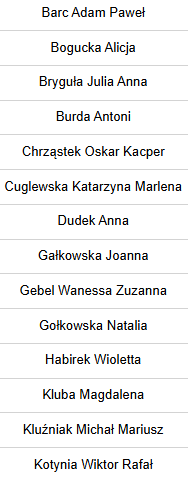 Barc Adam Paweł
Bogucka Alicja
Bryguła Julia Anna
Burda Antoni
Chrząstek Oskar Kacper
Cuglewska Katarzyna Marlena
Dudek Anna
Gałkowska Joanna
Gebel Wanessa Zuzanna
Gołkowska Natalia
Habirek Wioletta
Kluba Magdalena
Kluźniak Michał Mariusz
Kotynia Wiktor Rafał